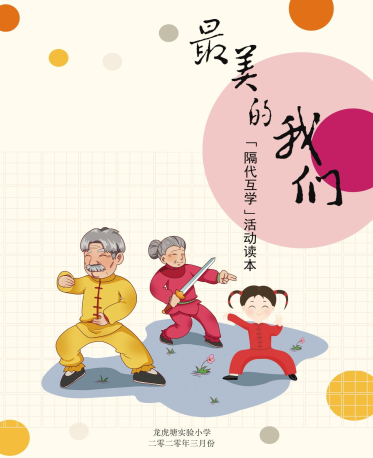 最美的我们
「隔代互学」活动读本
龙虎塘实验小学
二零二零年三月份